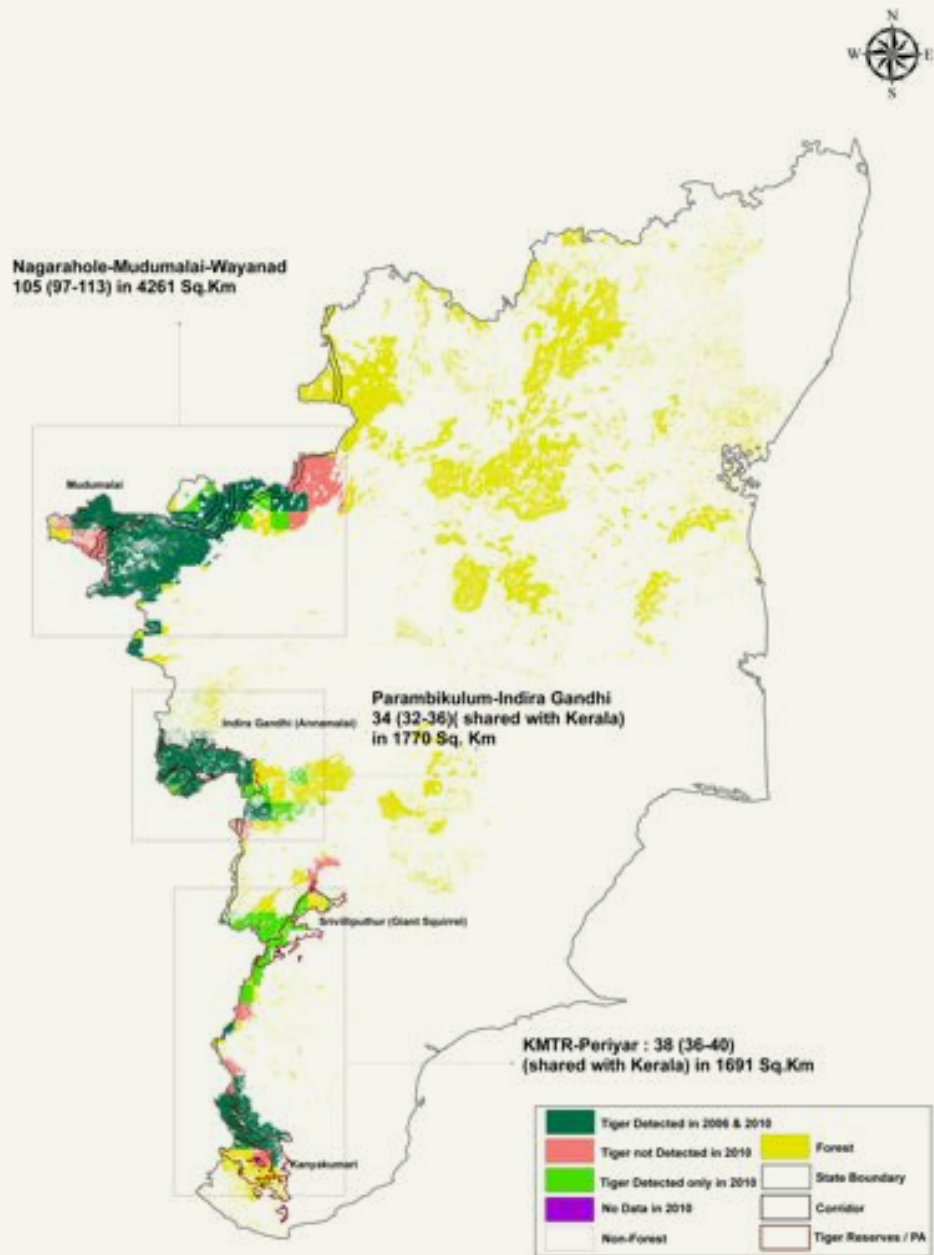 N
W E
S
Nagarahole-Mudumalai-Wayanad
105 (97-113) in 4261 Sq.Km
Mudumalai
Parambikulum-Indira Gandhi
34 (32-36)( shared with Kerala)
in 1770 Sq. Km
Indira Gandhi (Annamalai)
Srivilliputhur (Giant Squirrel)
KMTR-Periyar : 38 (36-40)
(shared with Kerala) in 1691 Sq.Km
Kanyakumari
Tiger Detected in 2006 & 2010
Tiger not Detected in 2010
Tiger Detected only in 2010
No Data in 2010
Non-Forest
Forest
State Boundary
Corridor
Tiger Reserves / PA